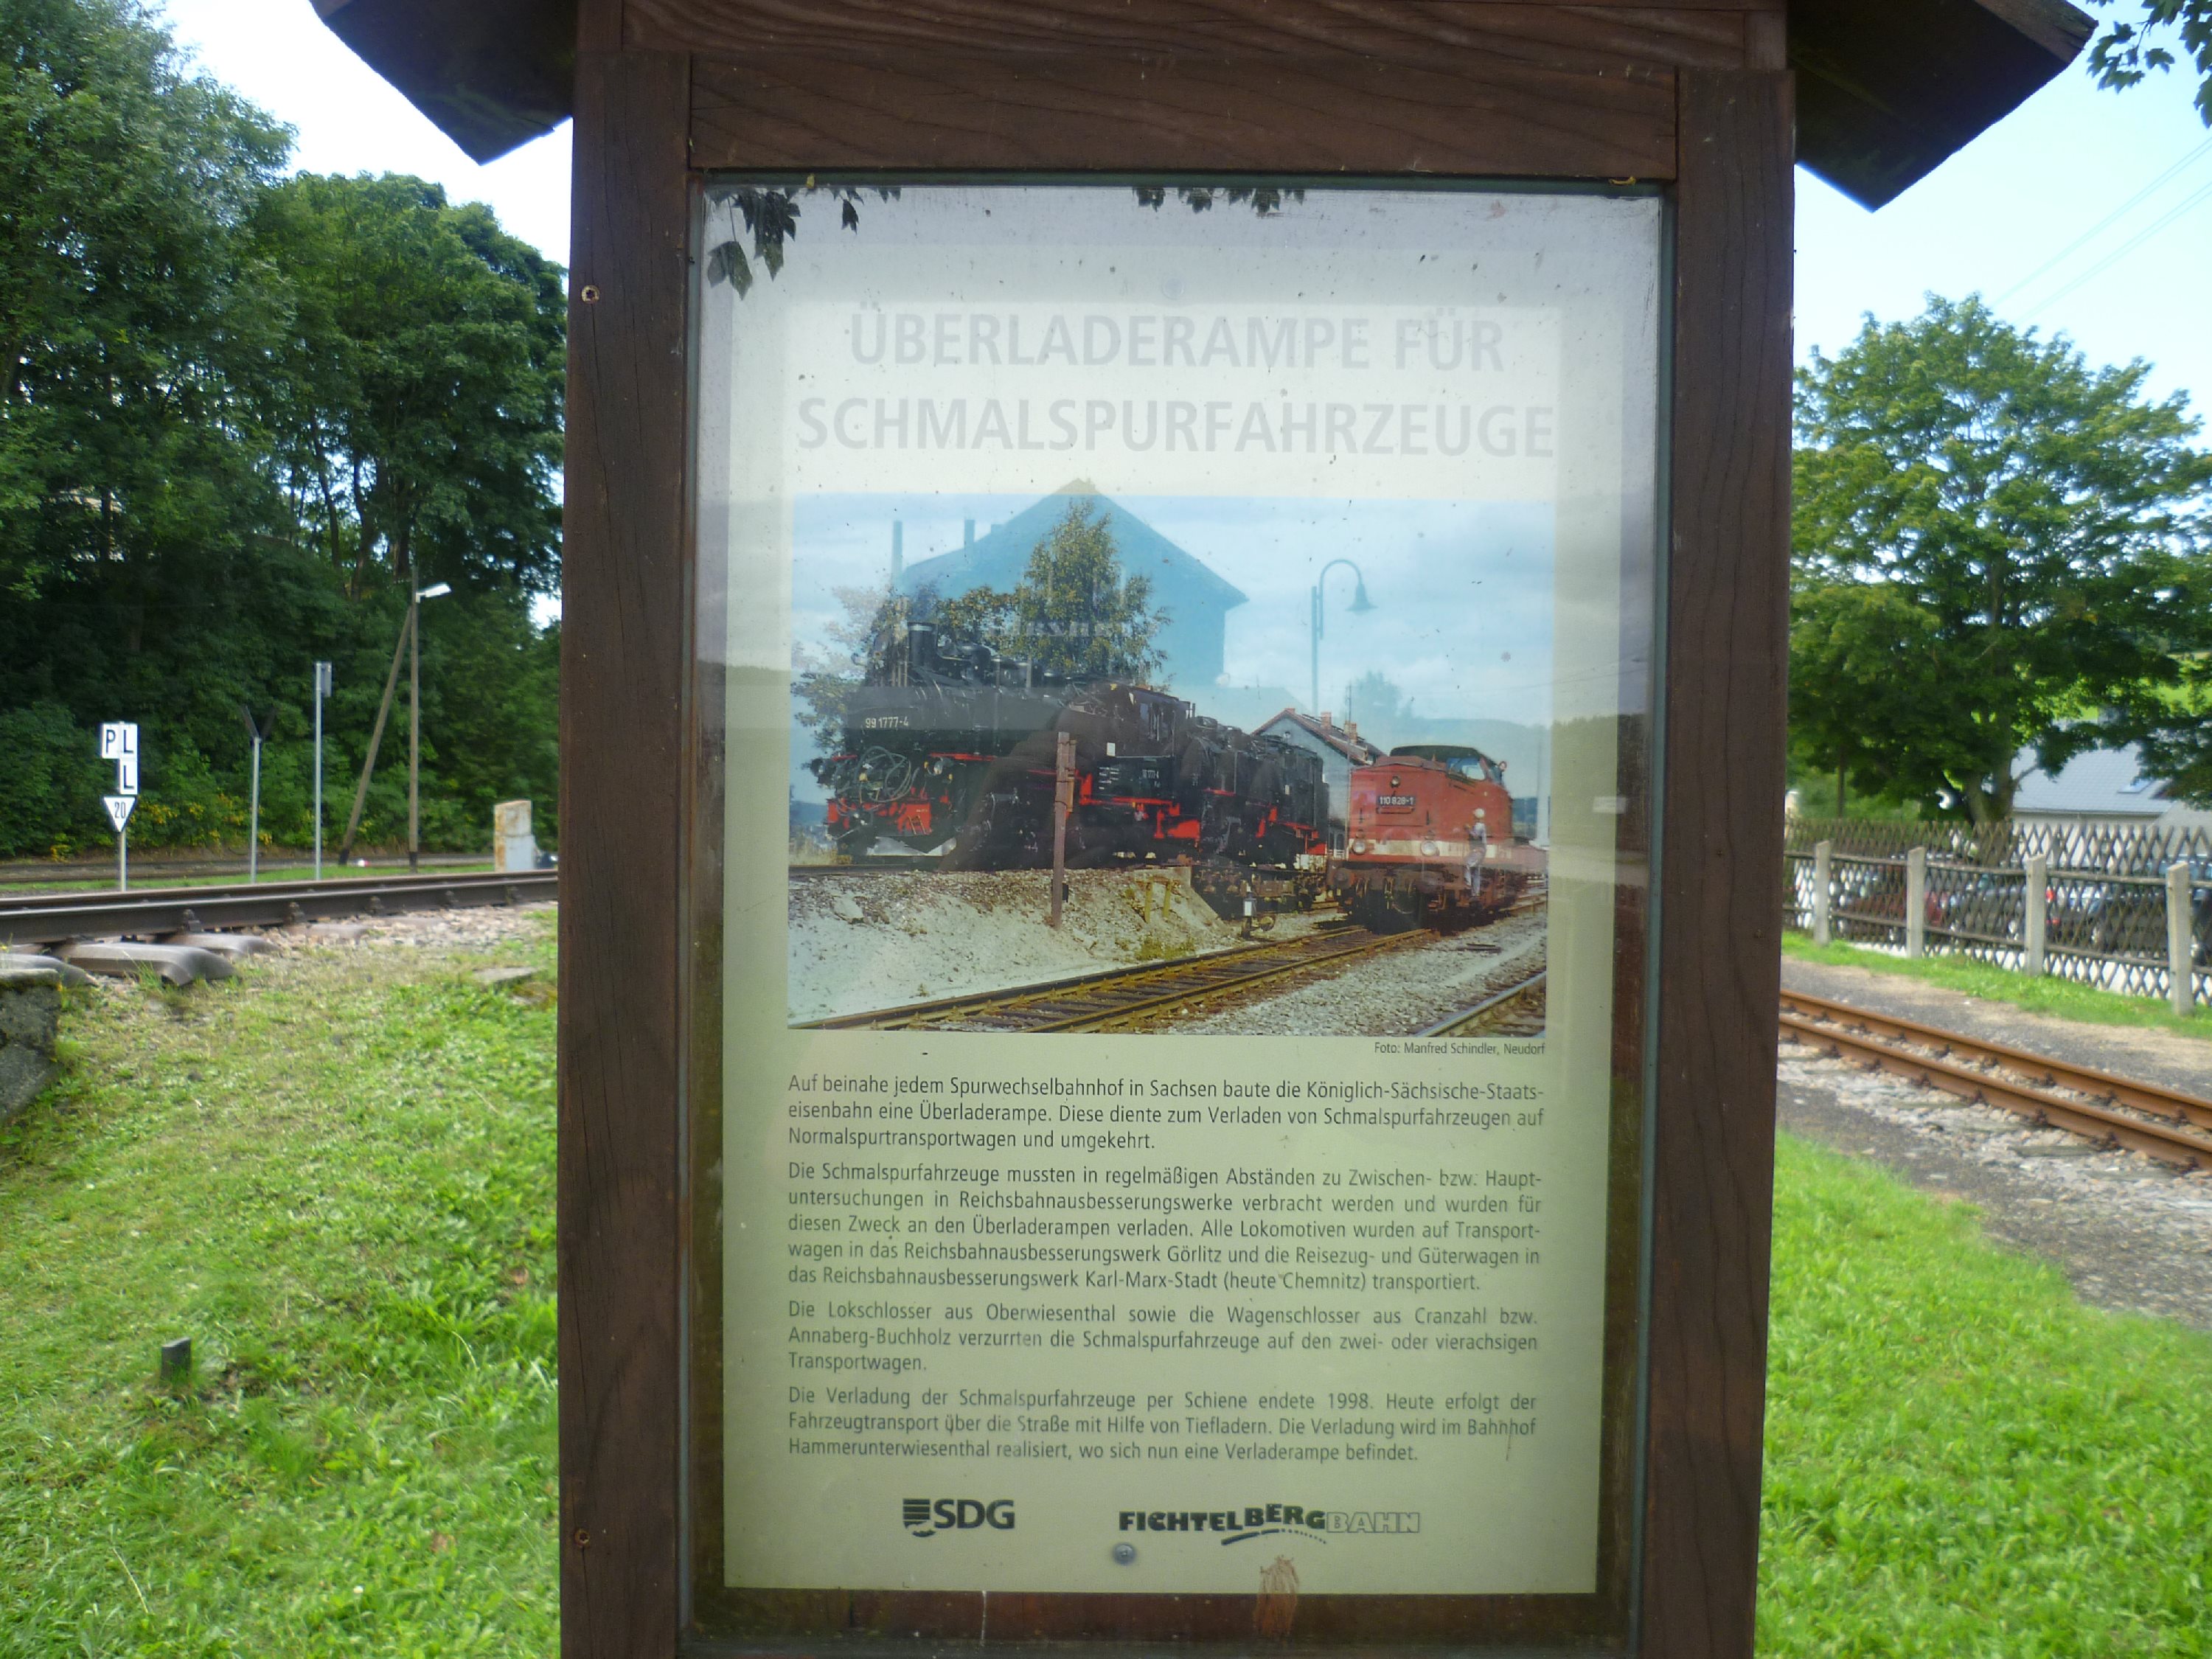 ÜBERLADERAMPE FÜR
SCHMALSPURFAHRZEUGE
99 1777-4
110 828-1
Foto: Manfred Schindler, Neudorf
Auf beinahe jedem Spurwechselbahnhof in Sachsen baute die Königlich-Sächsische-Staats-
eisenbahn eine Überladerampe. Diese diente zum Verladen von Schmalspurfahrzeugen auf
Normalspurtransportwagen und umgekehrt.
Die Schmalspurfahrzeuge mussten in regelmäßigen Abständen zu Zwischen- bzw. Haupt-
untersuchungen in Reichsbahnausbesserungswerke verbracht werden und wurden für
diesen Zweck an den Überladerampen verladen. Alle Lokomotiven wurden auf Transport-
wagen in das Reichsbahnausbesserungswerk Görlitz und die Reisezug- und Güterwagen in
das Reichsbahnausbesserungswerk Karl-Marx-Stadt (heute Chemnitz) transportiert.
Die Lokschlosser aus Oberwiesenthal sowie die Wagenschlosser aus Cranzahl bzw.
Annaberg-Buchholz verzurrten die Schmalspurfahrzeuge auf den zwei- oder vierachsigen
Transportwagen.
Die Verladung der Schmalspurfahrzeuge per Schiene endete 1998. Heute erfolgt der
Fahrzeugtransport über die Straße mit Hilfe von Tiefladern. Die Verladung wird im Bahnhof
Hammerunterwiesenthal realisiert, wo sich nun eine Verladerampe befindet.
SDG
FICHTELBERGBAHN
P L
L
20